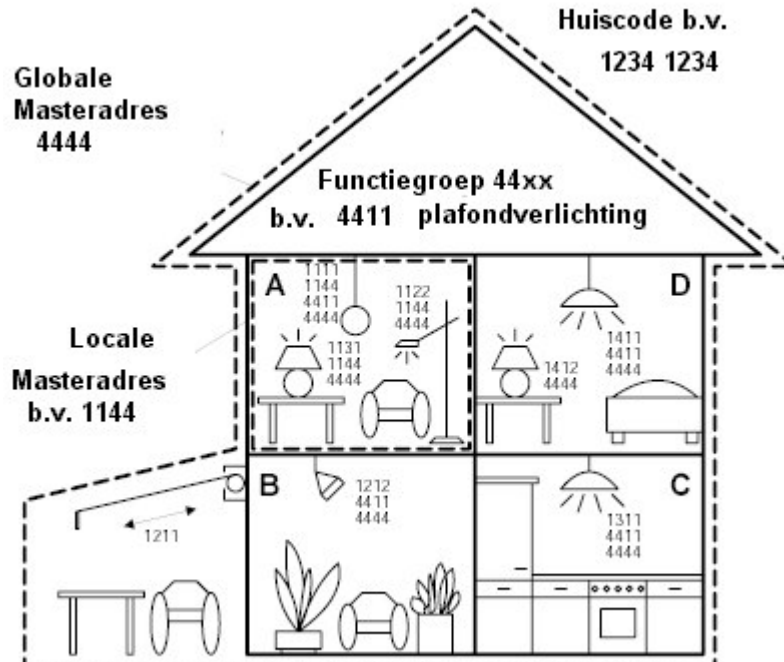 Huiscode b.v.
1234 1234
Globale
Masteradres
4444
Functiegroep 44xx
b.v. 4411 plafondverlichting
A
1111
1144
4411
4444
1122
1144
4444
1131
1144
4444
D
1411
4411
4444
1412
4444
Locale
Masteradres
b.v. 1144
B
1212
4411
4444
C
1311
4411
4444
1211